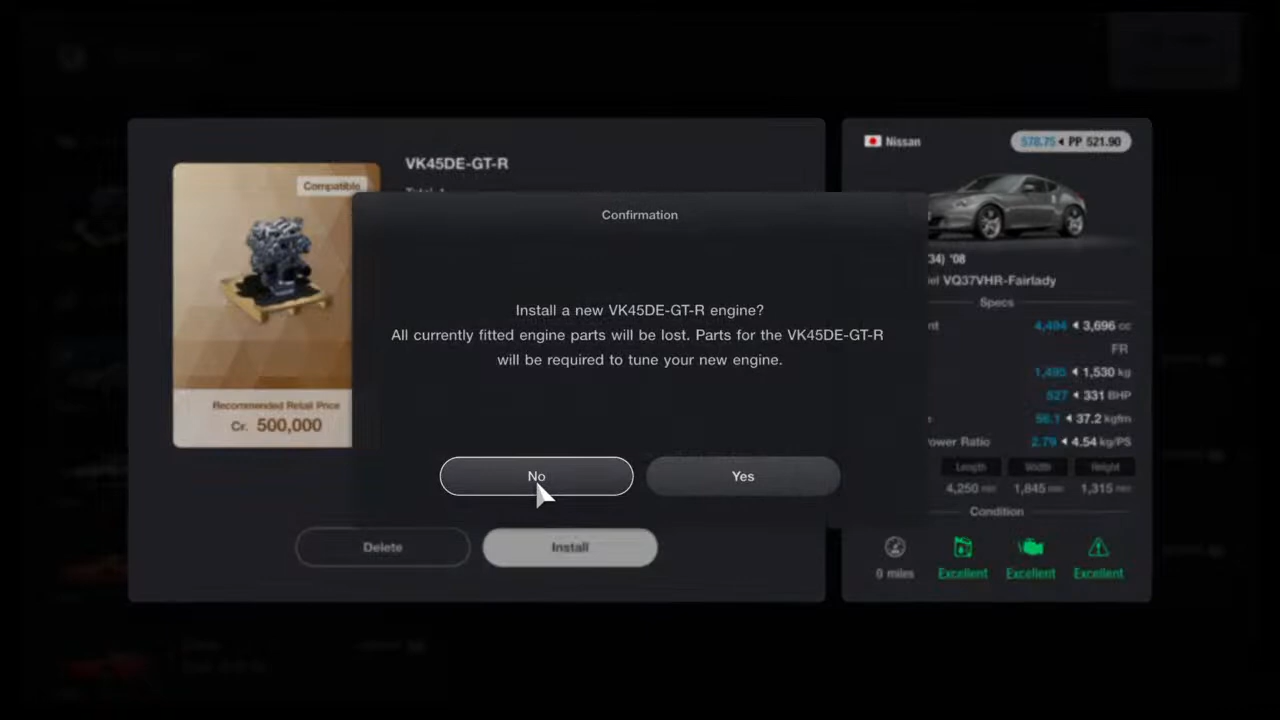 VK45DE-GT-R
Compatible
Recommended Retail Price
Cr. 500,000
Confirmation
Install a new VK45DE-GT-R engine?
All currently fitted engine parts will be lost. Parts for the VK45DE-GT-R
will be required to tune your new engine.
No
Yes
Delete
Install
Nissan
578.75 PP 521.90
34) '08
VQ37VHR-Fairlady
Specs
4,494 3,696 cc
FR
1,495 1,530 kg
527 331 BHP
56.1 37.2 kgfm
ower Ratio 2.79 4.54 kg/PS
Length Width Height
4,250 mm 1,845 mm 1,315 mm
Condition
0 miles Excellent Excellent Excellent